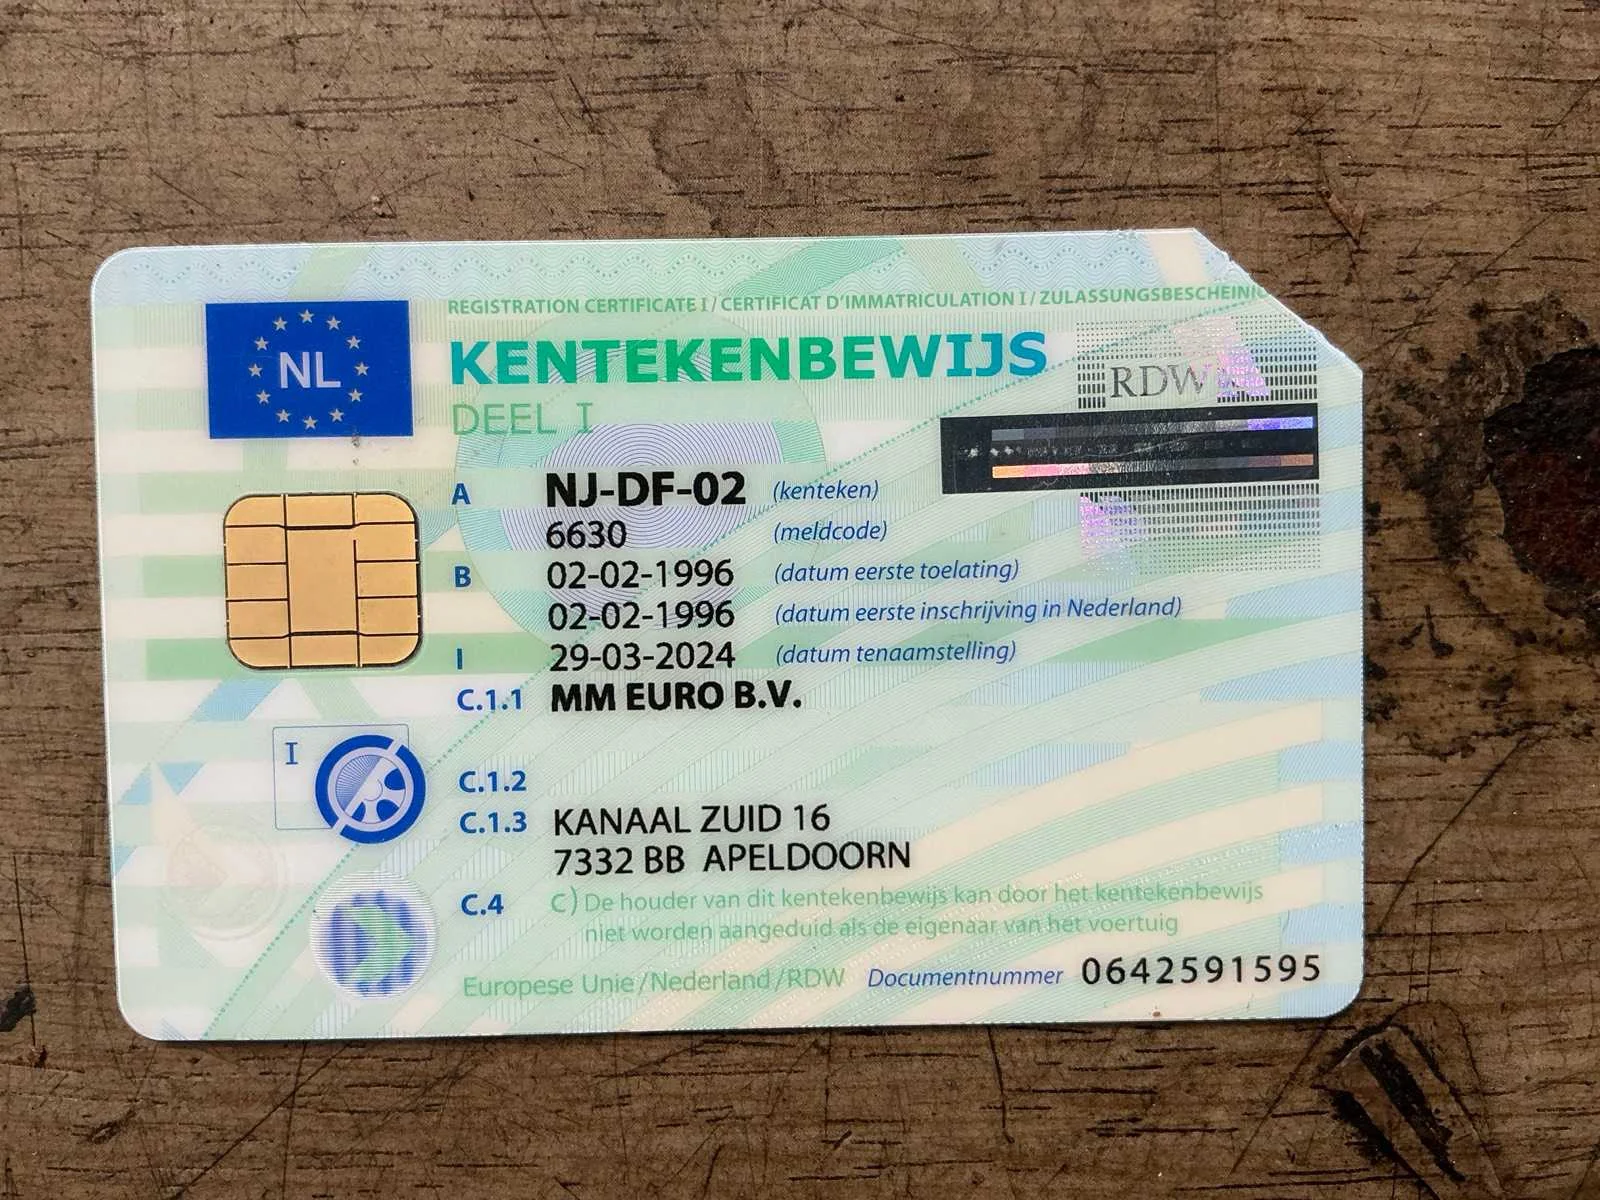 REGISTRATION CERTIFICATE I / CERTIFICAT D'IMMATRICULATION I / ZULASSUNGSBESCHEINIG
NL
KENTEKENBEWIJS
RDW
DEEL I
A NJ-DF-02 (kenteken)
6630 (meldcode)
B 02-02-1996 (datum eerste toelating)
02-02-1996 (datum eerste inschrijving in Nederland)
I 29-03-2024 (datum tenaamstelling)
C.1.1 MM EURO B.V.
I
C.1.2
C.1.3 KANAAL ZUID 16
7332 BB APELDOORN
C.4 C) De houder van dit kentekenbewijs kan door het kentekenbewijs
niet worden aangeduid als de eigenaar van het voertuig
Europese Unie/Nederland/RDW Documentnummer 0642591595